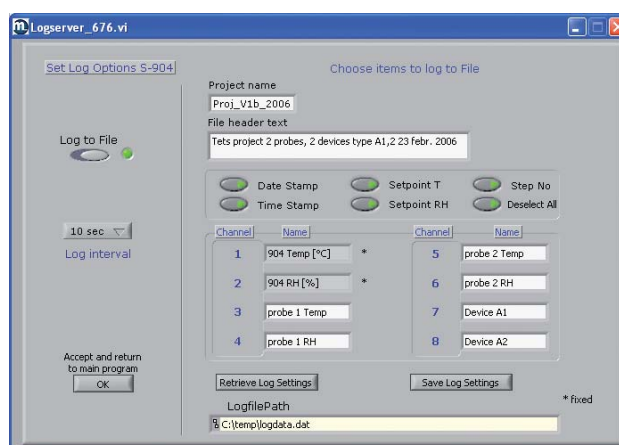 Logserver_676.vi
Set Log Options S-904
Choose items to log to File
Project name
Proj_V1b_2006
File header text
Tets project 2 probes, 2 devices type A1,2 23 febr. 2006
Log to File
Date Stamp Setpoint T Step No
Time Stamp Setpoint RH Deselect All
10 sec
Log interval
Channel Name Channel Name
1 904 Temp [°C] * 5 probe 2 Temp
2 904 RH [%] * 6 probe 2 RH
3 probe 1 Temp 7 Device A1
4 probe 1 RH 8 Device A2
Accept and return
to main program
OK
Retrieve Log Settings Save Log Settings
* fixed
LogfilePath
C:\temp\logdata.dat